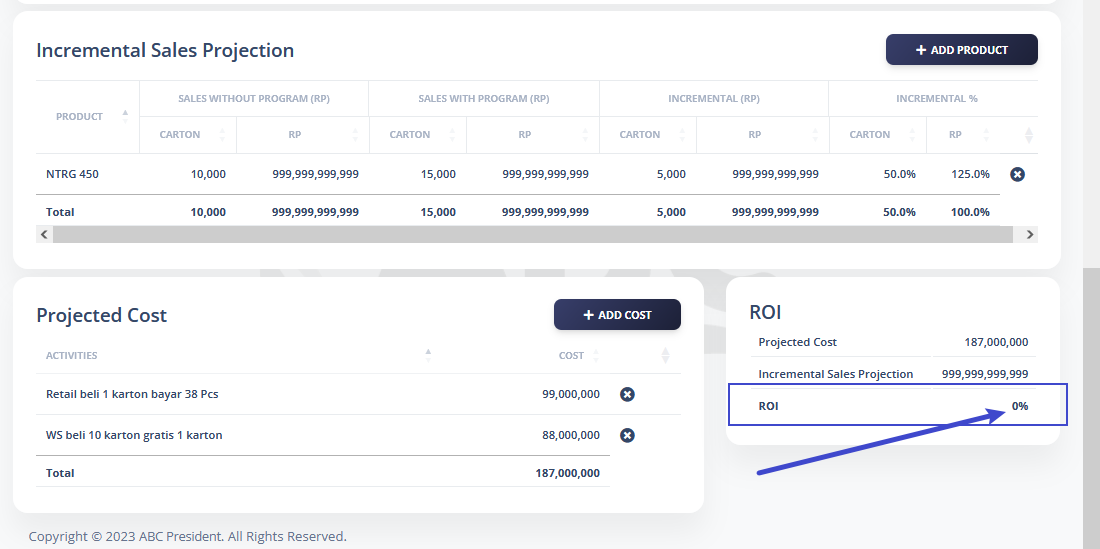 Incremental Sales Projection
+ ADD PRODUCT
PRODUCT SALES WITHOUT PROGRAM (RP) SALES WITH PROGRAM (RP) INCREMENTAL (RP) INCREMENTAL %
CARTON RP CARTON RP CARTON RP CARTON RP
NTRG 450 10,000 999,999,999,999 15,000 999,999,999,999 5,000 999,999,999,999 50.0% 125.0%
Total 10,000 999,999,999,999 15,000 999,999,999,999 5,000 999,999,999,999 50.0% 100.0%
Projected Cost
+ ADD COST
ACTIVITIES COST
Retail beli 1 karton bayar 38 Pcs 99,000,000
WS beli 10 karton gratis 1 karton 88,000,000
Total 187,000,000
ROI
Projected Cost 187,000,000
Incremental Sales Projection 999,999,999,999
ROI 0%
Copyright © 2023 ABC President. All Rights Reserved.